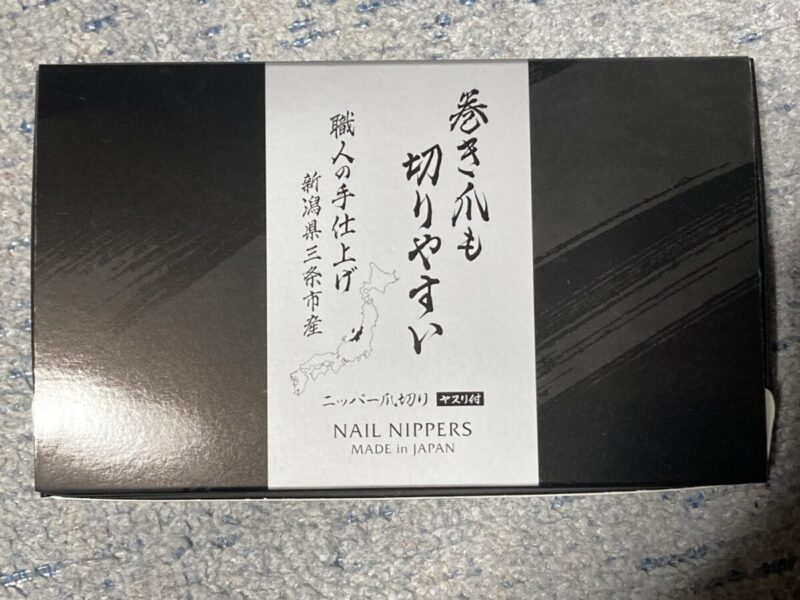 巻き爪も
切りやすい
職人の手仕上げ
新潟県三条市産
ニッパー爪切り ヤスリ付
NAIL NIPPERS
MADE in JAPAN